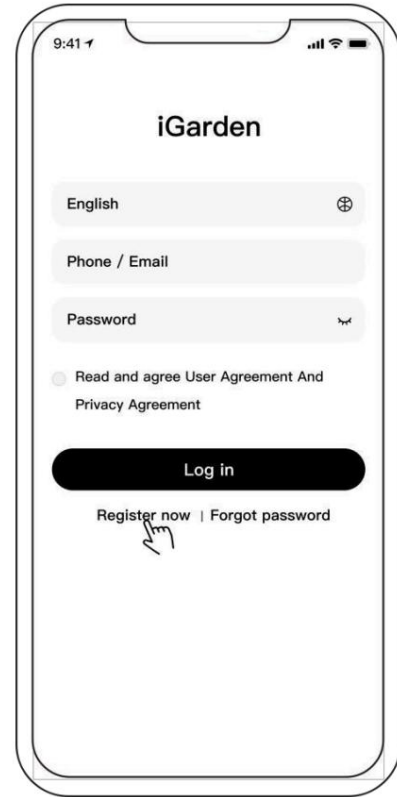 9:41
iGarden
English
Phone / Email
Password
Read and agree User Agreement And
Privacy Agreement
Log in
Register now | Forgot password